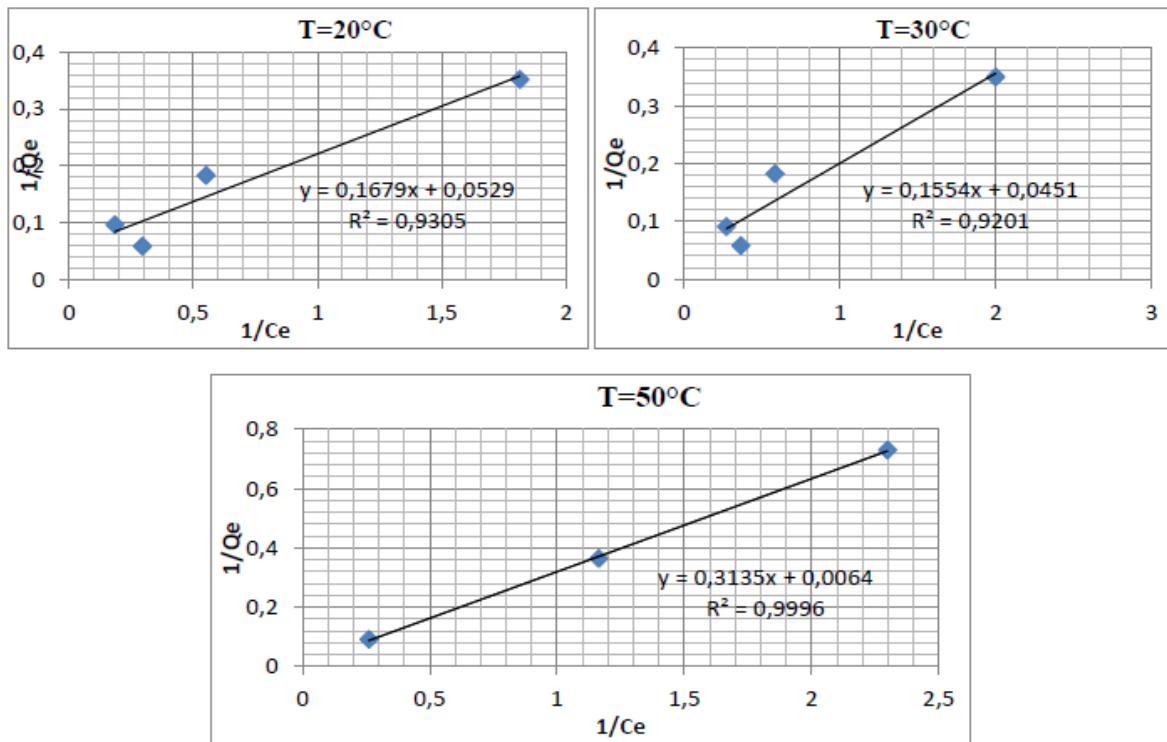 T=20°C
0,4
0,3
0,2
0,1
0
1/Qe
y = 0,1679x + 0,0529
R² = 0,9305
0 0,5 1 1,5 2
1/Ce
T=30°C
0,4
0,3
0,2
0,1
0
1/Qe
y = 0,1554x + 0,0451
R² = 0,9201
0 1 2 3
1/Ce
T=50°C
0,8
0,6
0,4
0,2
0
1/Qe
y = 0,3135x + 0,0064
R² = 0,9996
0 0,5 1 1,5 2 2,5
1/Ce